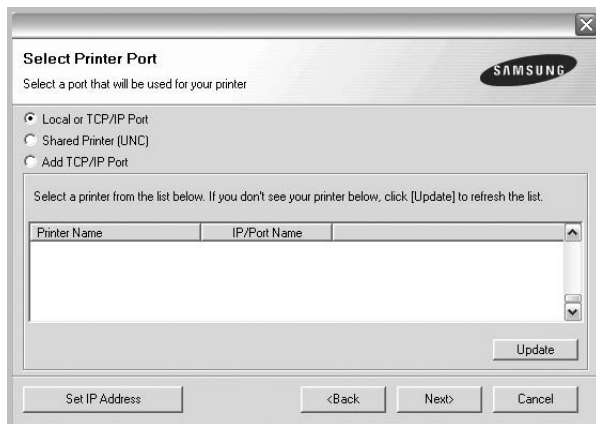 Select Printer Port
Select a port that will be used for your printer
SAMSUNG
Local or TCP/IP Port
Shared Printer (UNC)
Add TCP/IP Port
Select a printer from the list below. If you don't see your printer below, click [Update] to refresh the list.
Printer Name IP/Port Name
Update
Set IP Address <Back Next> Cancel